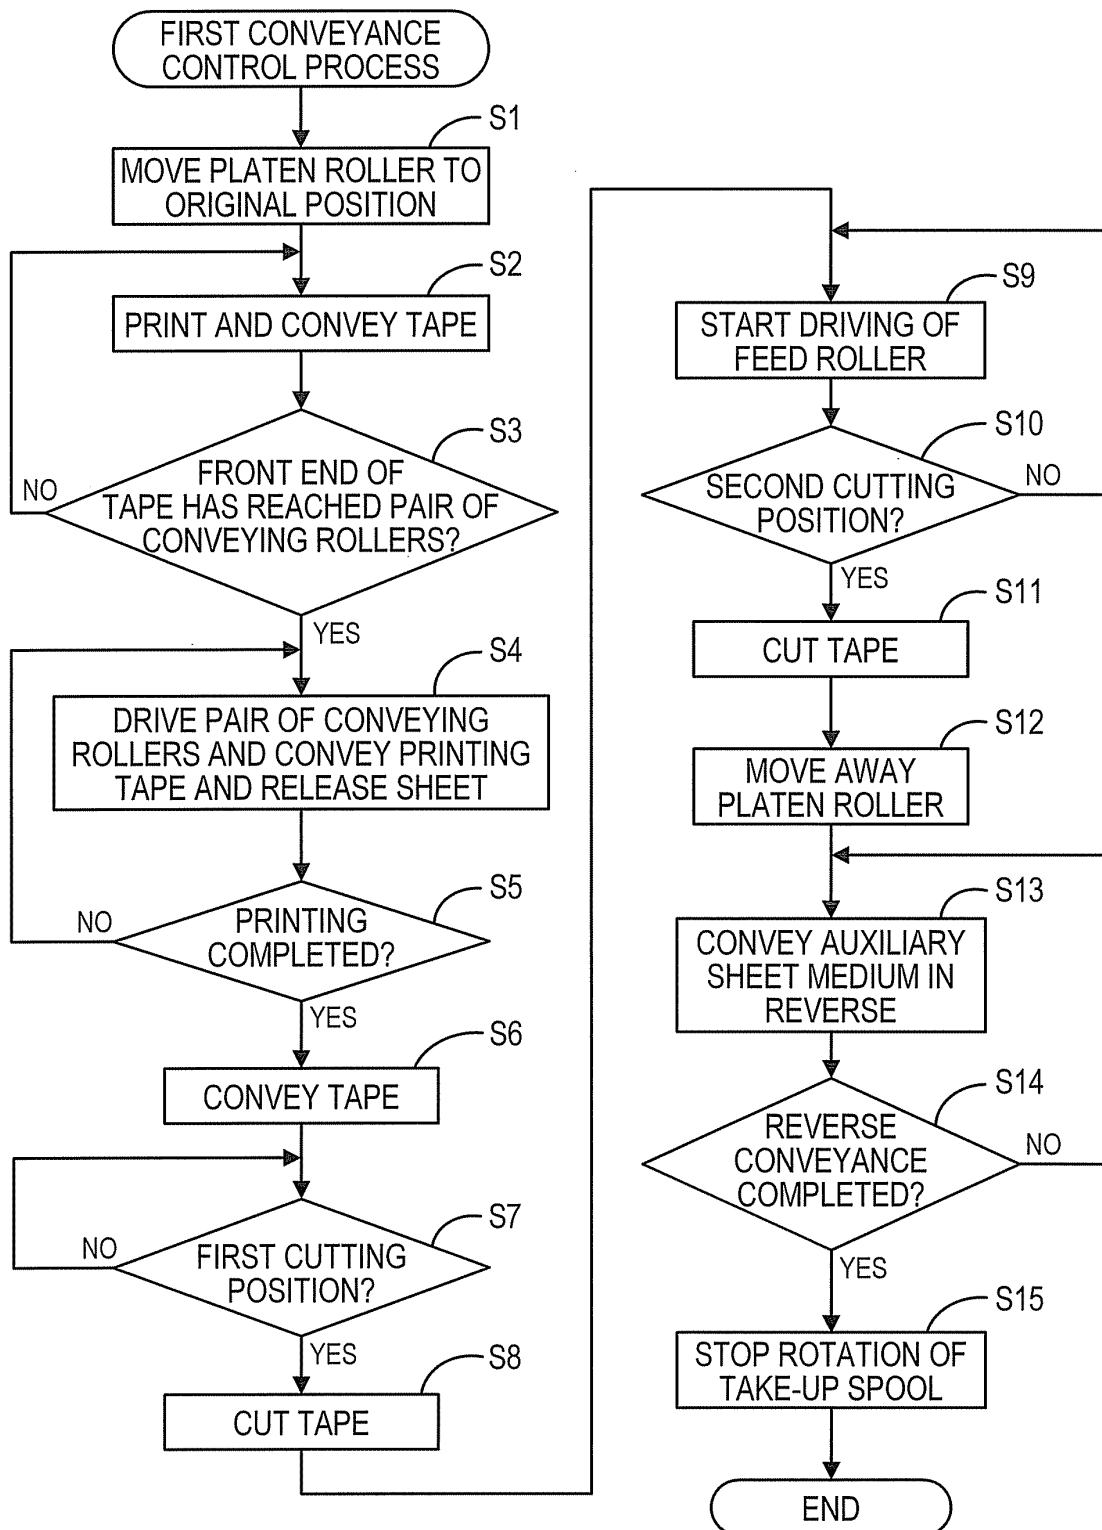 FIRST CONVEYANCE
CONTROL PROCESS
S1
MOVE PLATEN ROLLER TO
ORIGINAL POSITION
S2
PRINT AND CONVEY TAPE
S3
FRONT END OF
TAPE HAS REACHED PAIR OF
CONVEYING ROLLERS?
NO
YES
S4
DRIVE PAIR OF CONVEYING
ROLLERS AND CONVEY PRINTING
TAPE AND RELEASE SHEET
S5
PRINTING
COMPLETED?
NO
YES
S6
CONVEY TAPE
S7
FIRST CUTTING
POSITION?
NO
YES
S8
CUT TAPE
S9
START DRIVING OF
FEED ROLLER
S10
SECOND CUTTING
POSITION?
NO
YES
S11
CUT TAPE
S12
MOVE AWAY
PLATEN ROLLER
S13
CONVEY AUXILIARY
SHEET MEDIUM IN
REVERSE
S14
REVERSE
CONVEYANCE
COMPLETED?
NO
YES
S15
STOP ROTATION OF
TAKE-UP SPOOL
END